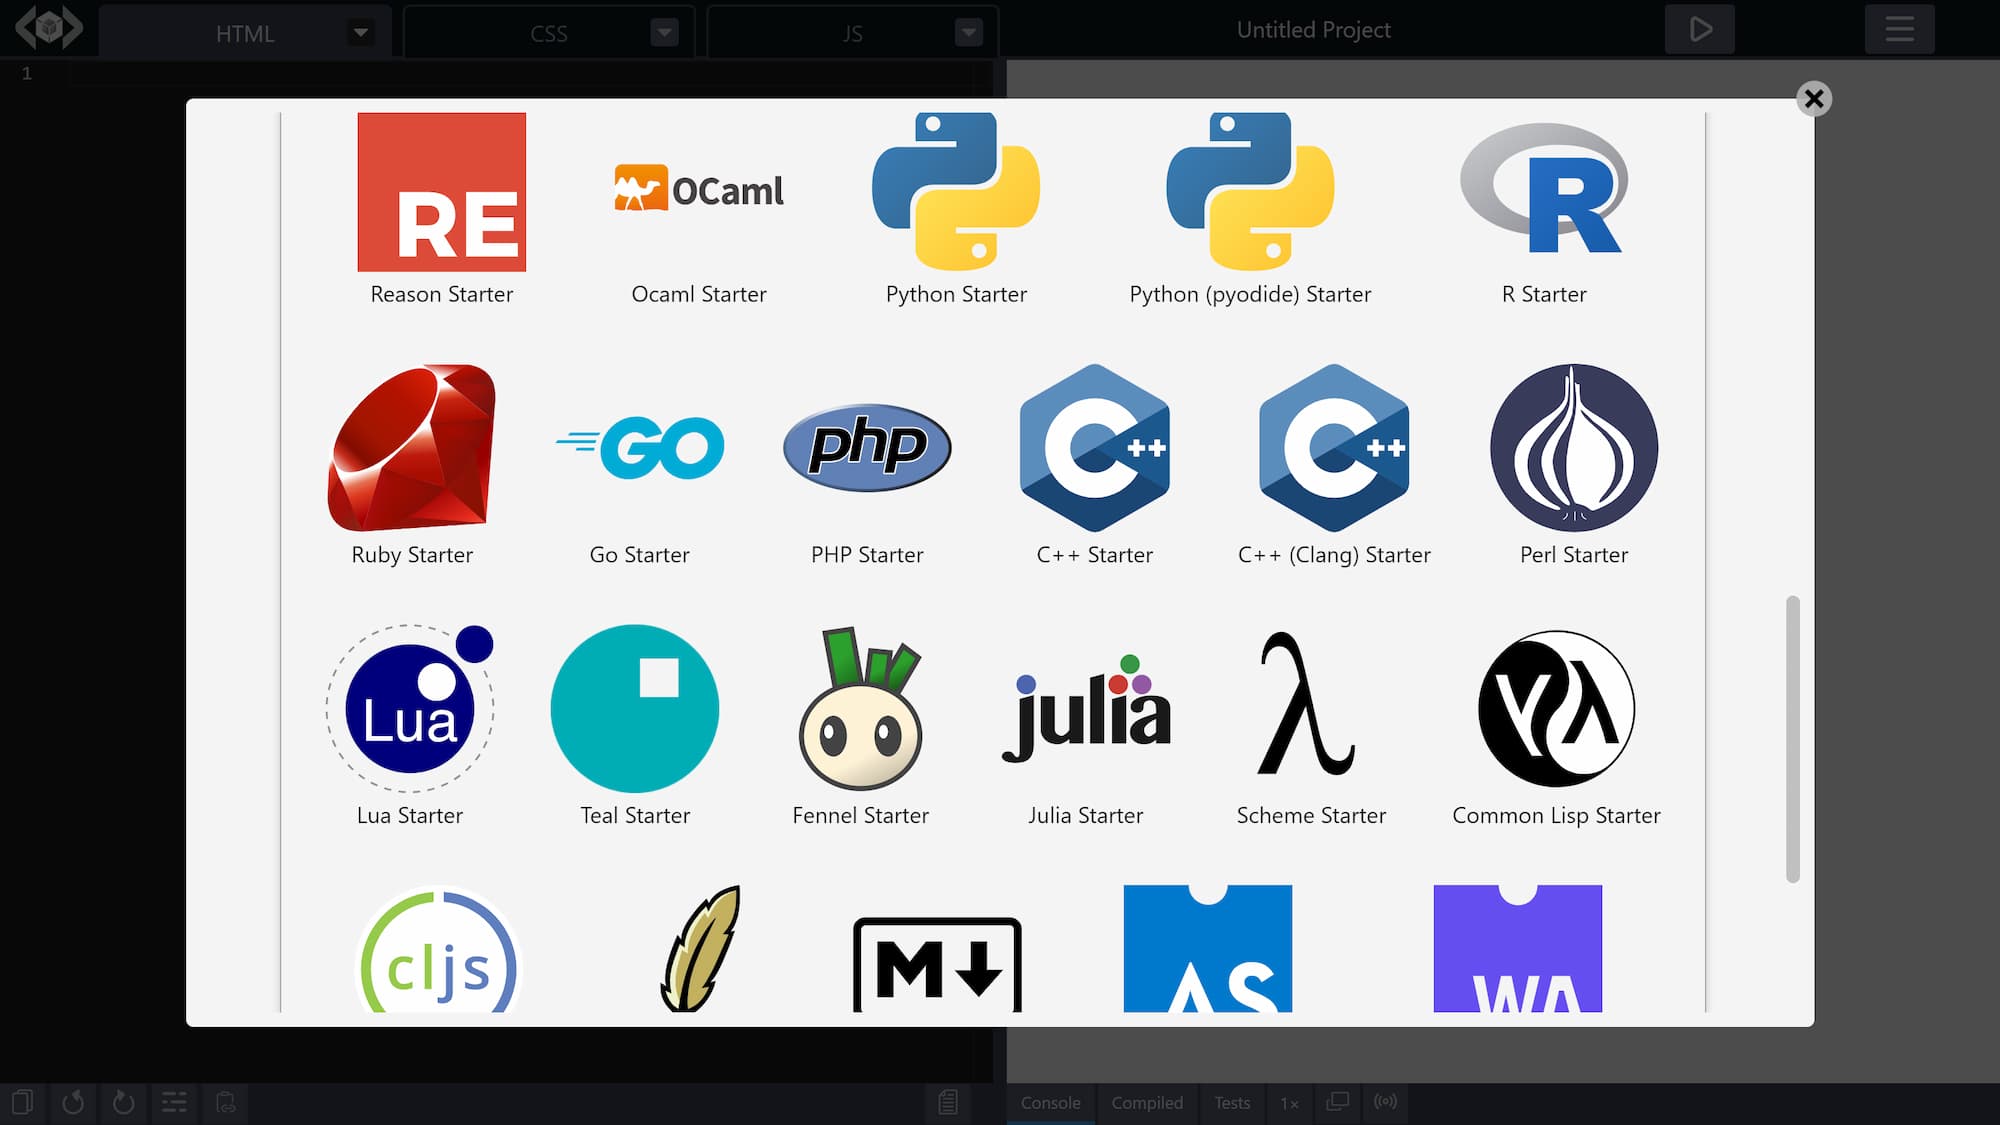 HTML
CSS
JS
Untitled Project
1
RE
OCaml
R
Reason Starter
Ocaml Starter
Python Starter
Python (pyodide) Starter
R Starter
GO
php
C++
C++
Ruby Starter
Go Starter
PHP Starter
C++ Starter
C++ (Clang) Starter
Perl Starter
Lua
julia
λ
Lua Starter
Teal Starter
Fennel Starter
Julia Starter
Scheme Starter
Common Lisp Starter
cljs
M
AS
WA
Console
Compiled
Tests
1×